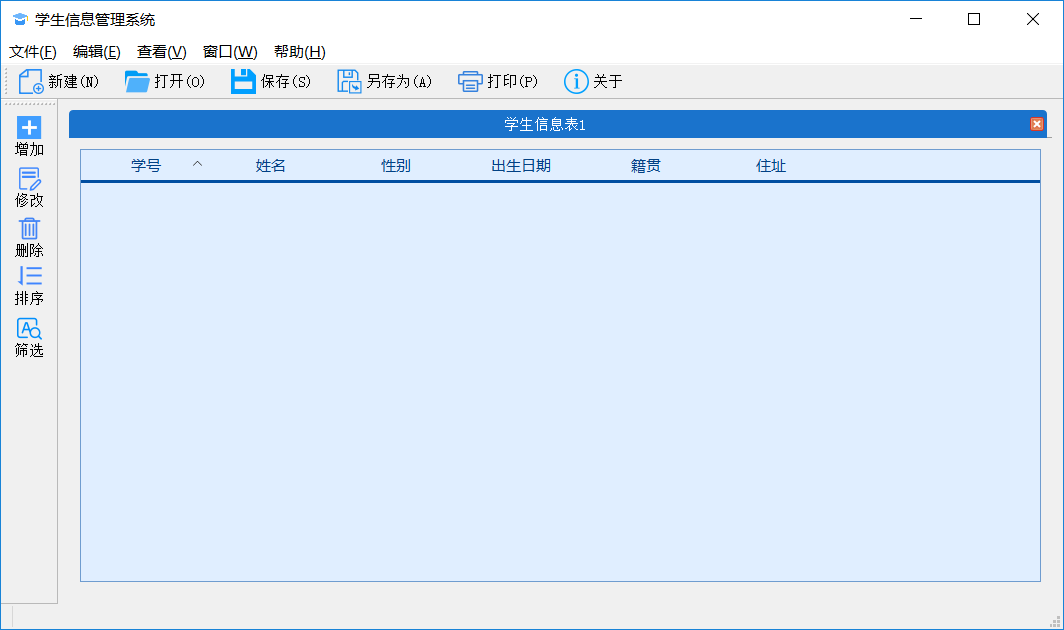 学生信息管理系统
文件(F) 编辑(E) 查看(V) 窗口(W) 帮助(H)
新建(N) 打开(O) 保存(S) 另存为(A) 打印(P) 关于
增加
修改
删除
排序
筛选
学生信息表1
学号 姓名 性别 出生日期 籍贯 住址